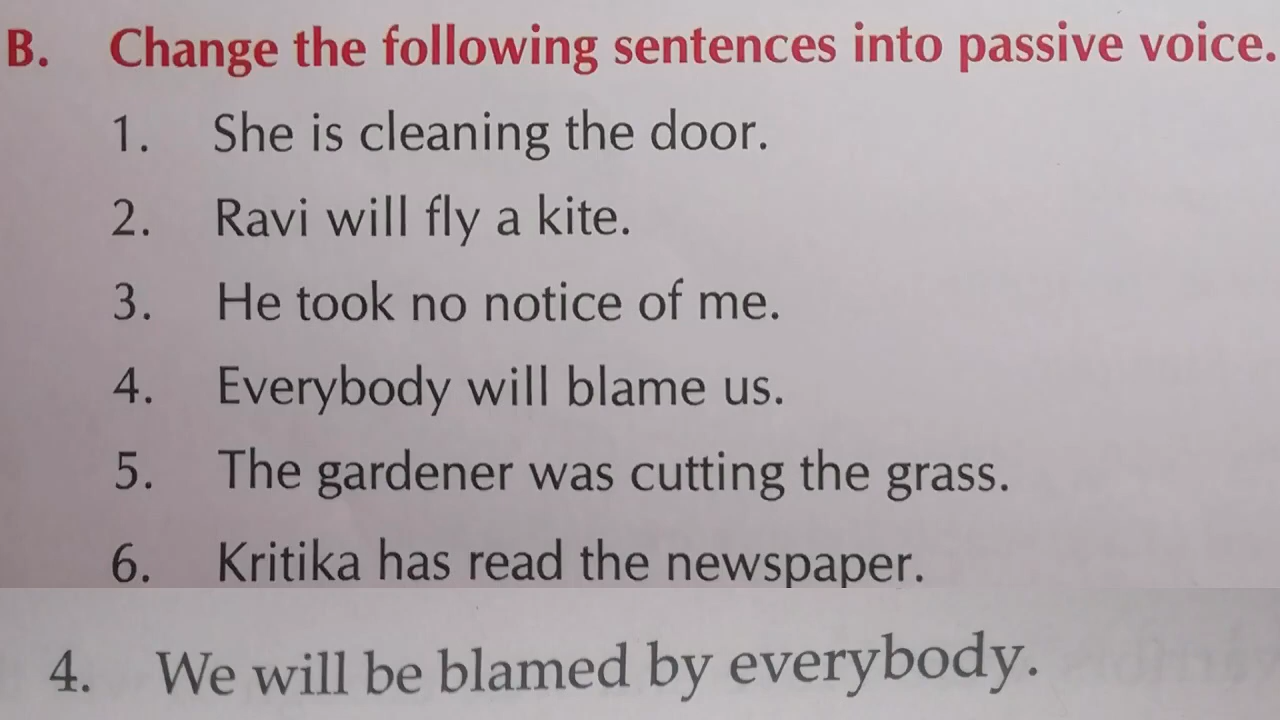 B. Change the following sentences into passive voice.
1. She is cleaning the door.
2. Ravi will fly a kite.
3. He took no notice of me.
4. Everybody will blame us.
5. The gardener was cutting the grass.
6. Kritika has read the newspaper.
4. We will be blamed by everybody.